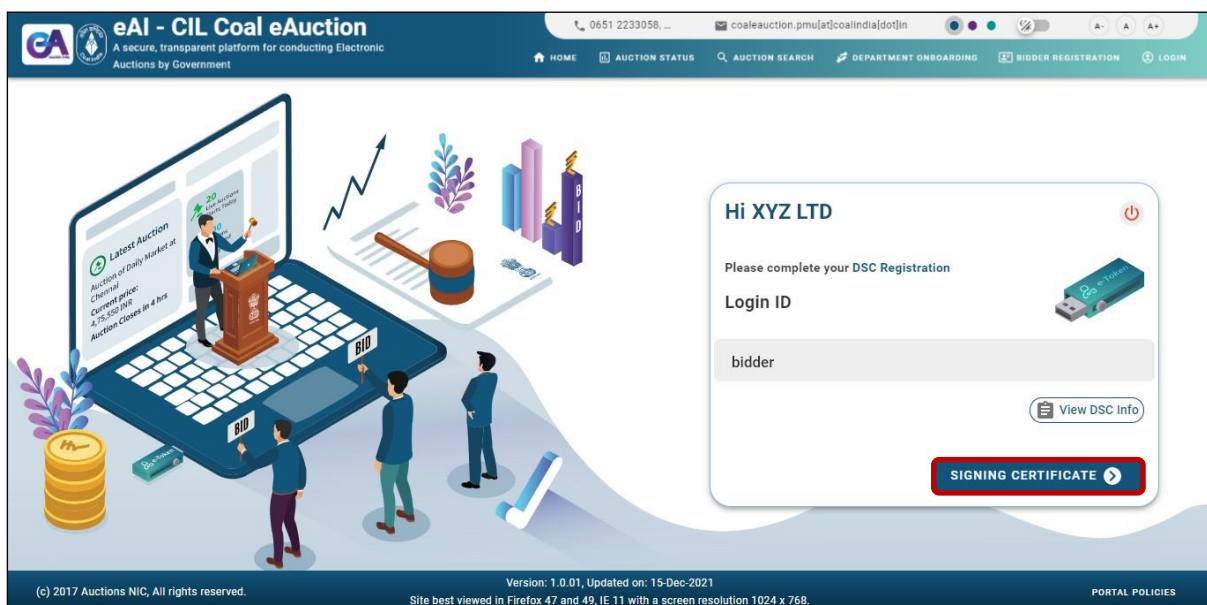 eAI - CIL Coal eAuction
A secure, transparent platform for conducting Electronic
Auctions by Government
0651 2233058, ...
coaleauction.pmu[at]coalindia[dot]in
A-
A
A+
HOME
AUCTION STATUS
AUCTION SEARCH
DEPARTMENT ONBOARDING
BIDDER REGISTRATION
LOGIN
20
Live Auctions
Latest Auction
Auction of Daily Market at
Chennai
Current price:
4,75,550 INR
Auction Closes in 4 hrs
BID
BID
BID
e-Token
Hi XYZ LTD
Please complete your DSC Registration
Login ID
e-Token
bidder
View DSC Info
SIGNING CERTIFICATE
(c) 2017 Auctions NIC, All rights reserved.
Version: 1.0.01, Updated on: 15-Dec-2021
Site best viewed in Firefox 47 and 49, IE 11 with a screen resolution 1024 x 768.
PORTAL POLICIES